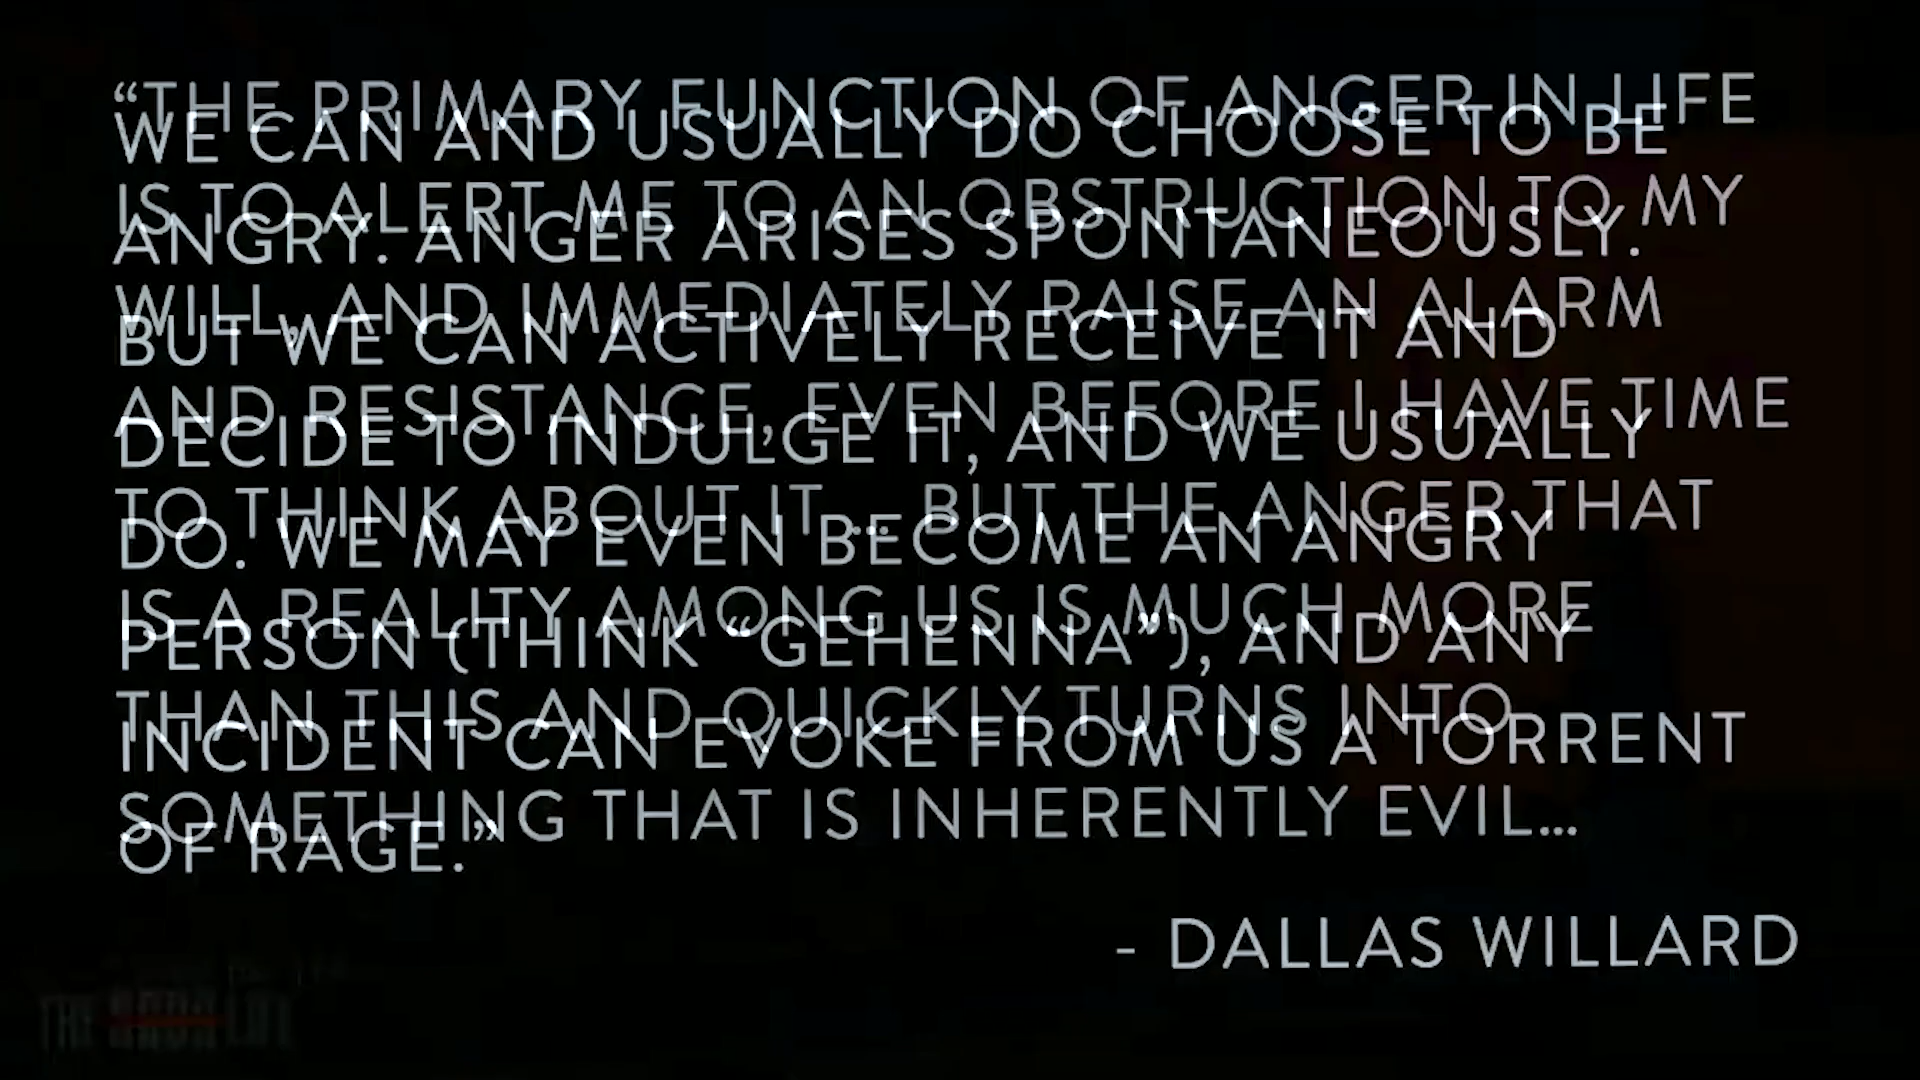 “THE PRIMARY FUNCTION OF ANGER IN LIFE
IS TO ALERT ME TO AN OBSTRUCTION TO MY
WILL, AND IMMEDIATELY RAISE AN ALARM
AND RESISTANCE, EVEN BEFORE I HAVE TIME
TO THINK ABOUT IT... BUT THE ANGER THAT
IS A REALITY AMONG US IS MUCH MORE
THAN THIS AND QUICKLY TURNS INTO
SOMETHING THAT IS INHERENTLY EVIL...
WE CAN AND USUALLY DO CHOOSE TO BE
ANGRY. ANGER ARISES SPONTANEOUSLY.
BUT WE CAN ACTIVELY RECEIVE IT AND
DECIDE TO INDULGE IT, AND WE USUALLY
DO. WE MAY EVEN BECOME AN ANGRY
PERSON (THINK “GEHENNA”), AND ANY
INCIDENT CAN EVOKE FROM US A TORRENT
OF RAGE.”
- DALLAS WILLARD
THE LIFE